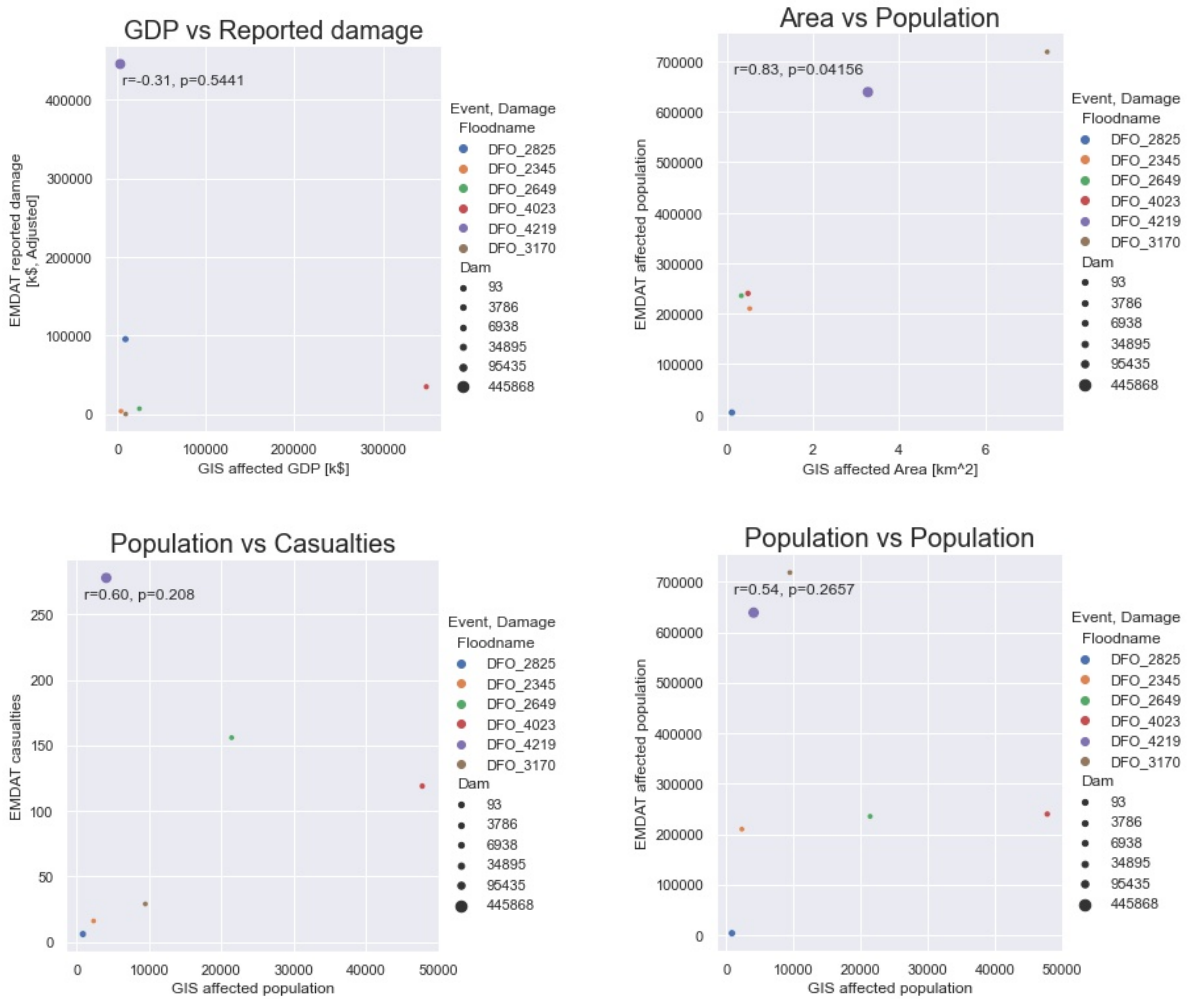 GDP vs Reported damage
r=-0.31, p=0.5441
400000
300000
200000
100000
0
EMDAT reported damage
[k$, Adjusted]
0 100000 200000 300000
GIS affected GDP [k$]
Event, Damage
Floodname
DFO_2825
DFO_2345
DFO_2649
DFO_4023
DFO_4219
DFO_3170
Dam
93
3786
6938
34895
95435
445868
Area vs Population
r=0.83, p=0.04156
700000
600000
500000
400000
300000
200000
100000
0
EMDAT affected population
0 2 4 6
GIS affected Area [km^2]
Event, Damage
Floodname
DFO_2825
DFO_2345
DFO_2649
DFO_4023
DFO_4219
DFO_3170
Dam
93
3786
6938
34895
95435
445868
Population vs Casualties
r=0.60, p=0.208
250
200
150
100
50
0
EMDAT casualties
0 10000 20000 30000 40000 50000
GIS affected population
Event, Damage
Floodname
DFO_2825
DFO_2345
DFO_2649
DFO_4023
DFO_4219
DFO_3170
Dam
93
3786
6938
34895
95435
445868
Population vs Population
r=0.54, p=0.2657
700000
600000
500000
400000
300000
200000
100000
0
EMDAT affected population
0 10000 20000 30000 40000 50000
GIS affected population
Event, Damage
Floodname
DFO_2825
DFO_2345
DFO_2649
DFO_4023
DFO_4219
DFO_3170
Dam
93
3786
6938
34895
95435
445868